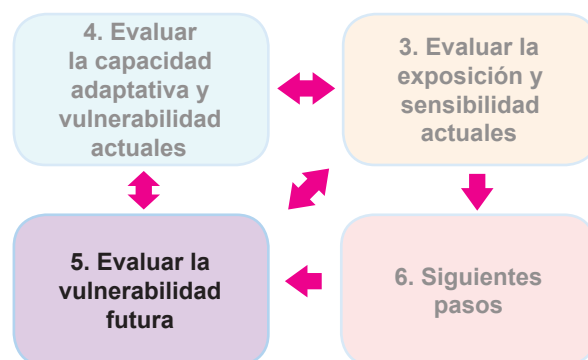 4. Evaluar
la capacidad
adaptativa y
vulnerabilidad
actuales
3. Evaluar la
exposición y
sensibilidad
actuales
5. Evaluar la
vulnerabilidad
futura
6. Siguientes
pasos